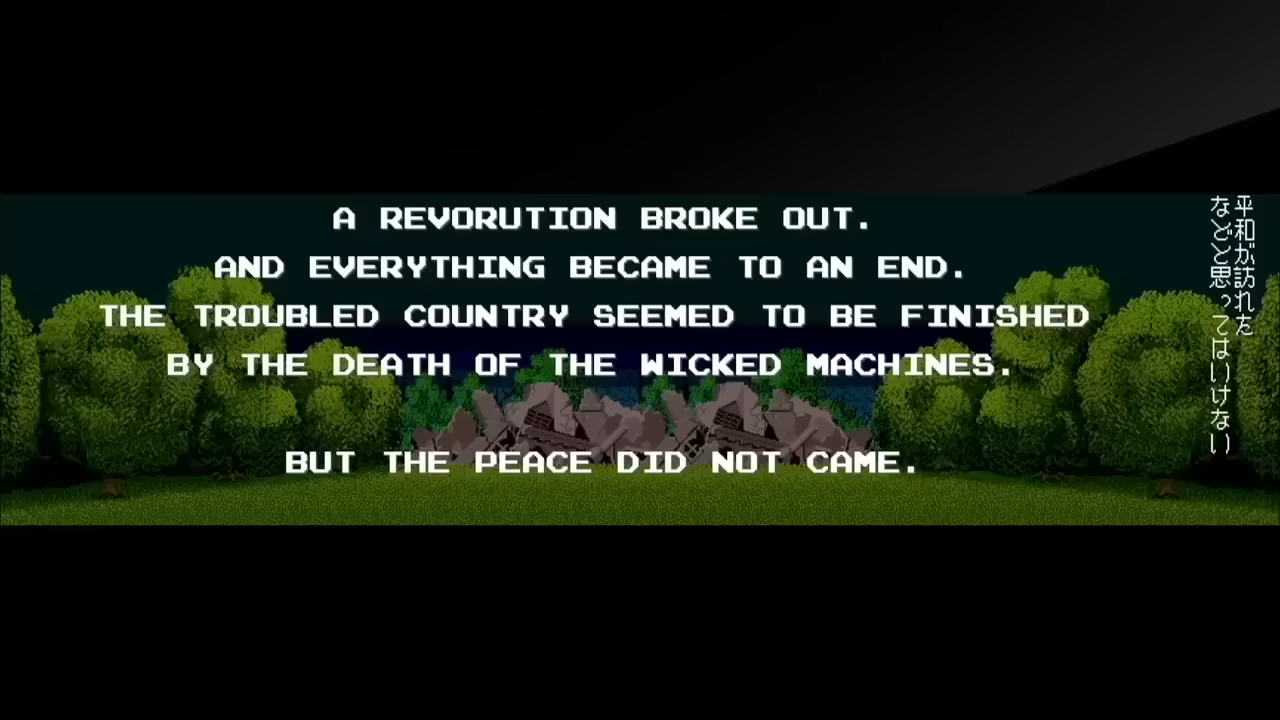 A REVORUTION BROKE OUT.
AND EVERYTHING BECAME TO AN END.
THE TROUBLED COUNTRY SEEMED TO BE FINISHED
BY THE DEATH OF THE WICKED MACHINES.
BUT THE PEACE DID NOT CAME.
平和が訪れた
などど思ってはいけない